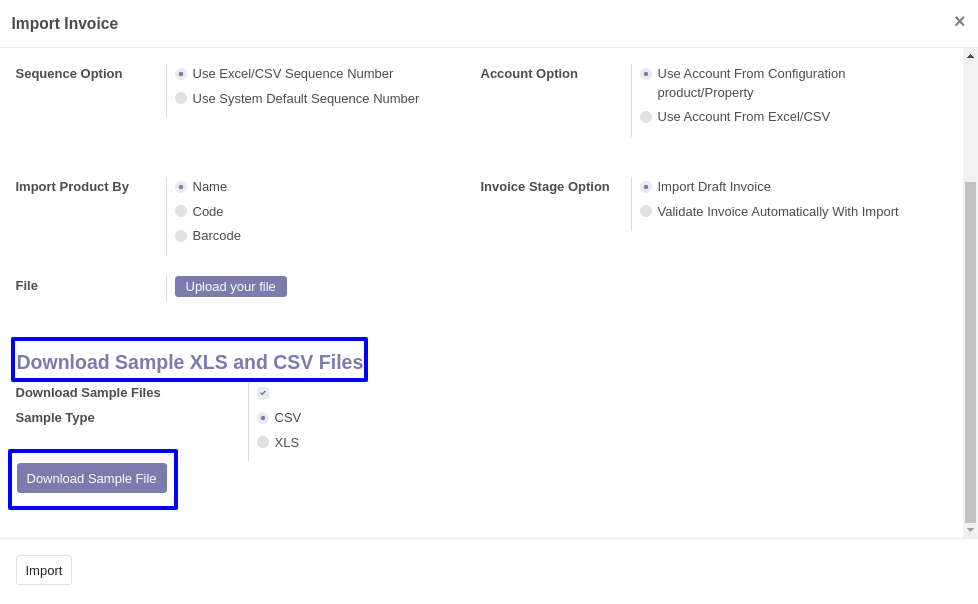 Import Invoice
×
Sequence Option
Use Excel/CSV Sequence Number
Use System Default Sequence Number
Account Option
Use Account From Configuration
product/Property
Use Account From Excel/CSV
Import Product By
Name
Code
Barcode
Invoice Stage Option
Import Draft Invoice
Validate Invoice Automatically With Import
File
Upload your file
Download Sample XLS and CSV Files
Download Sample Files
Sample Type
CSV
XLS
Download Sample File
Import